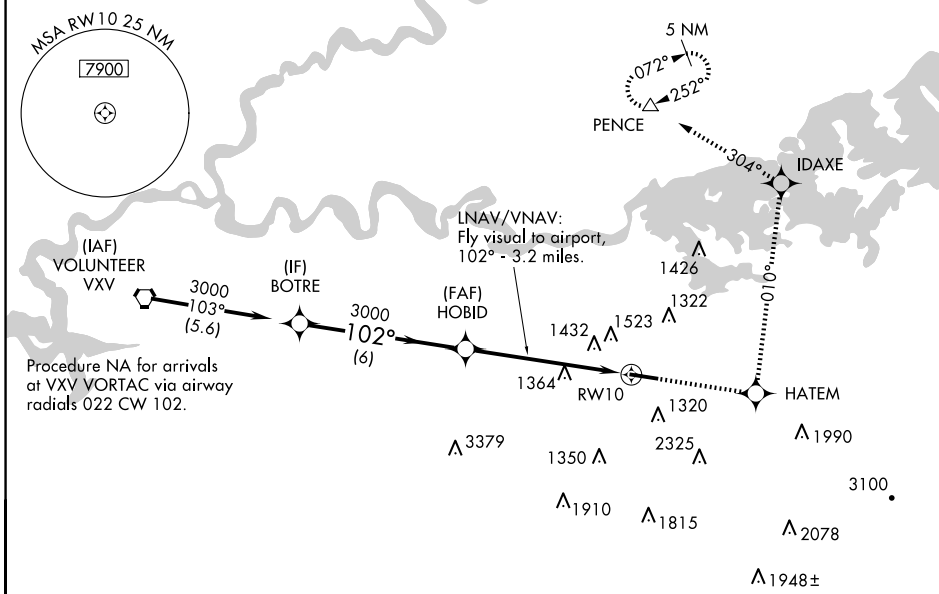 MSA RW10 25 NM
7900
5 NM
072°
252°
PENCE
304°
IDAXE
LNAV/VNAV:
Fly visual to airport,
102° - 3.2 miles.
1426
010°
(IAF)
VOLUNTEER
VXV
(IF)
BOTRE
(FAF)
HOBID
3000
103°
(5.6)
3000
102°
(6)
1432
1523
1322
Procedure NA for arrivals
at VXV VORTAC via airway
radials 022 CW 102.
1364
RW10
HATEM
1320
3379
1350
2325
1990
3100
1910
1815
2078
1948±